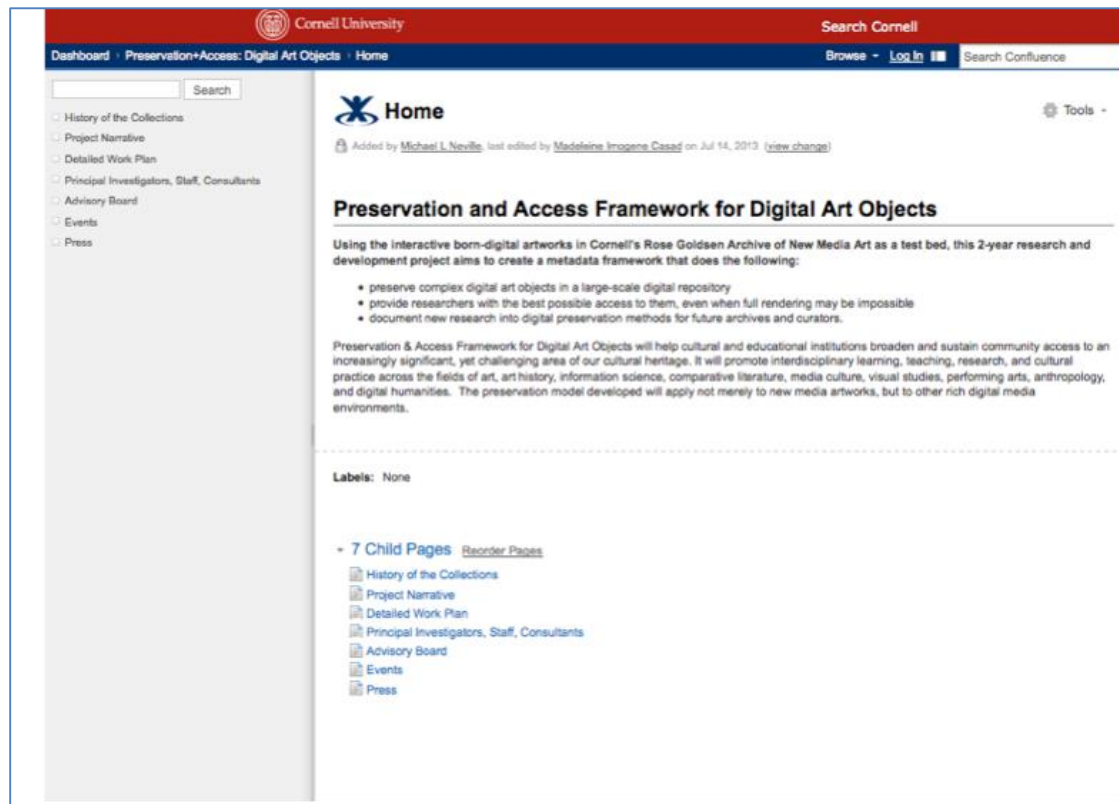 Cornell University
Search Cornell
Dashboard › Preservation+Access: Digital Art Objects › Home
Browse
Log In
Search Confluence
Search
History of the Collections
Project Narrative
Detailed Work Plan
Principal Investigators, Staff, Consultants
Advisory Board
Events
Press
Home
Tools
Added by Michael L Neville, last edited by Madeleine Imogene Casad on Jul 14, 2013 (view change)
Preservation and Access Framework for Digital Art Objects
Using the interactive born-digital artworks in Cornell's Rose Goldsen Archive of New Media Art as a test bed, this 2-year research and
development project aims to create a metadata framework that does the following:
• preserve complex digital art objects in a large-scale digital repository
• provide researchers with the best possible access to them, even when full rendering may be impossible
• document new research into digital preservation methods for future archives and curators.
Preservation & Access Framework for Digital Art Objects will help cultural and educational institutions broaden and sustain community access to an
increasingly significant, yet challenging area of our cultural heritage. It will promote interdisciplinary learning, teaching, research, and cultural
practice across the fields of art, art history, information science, comparative literature, media culture, visual studies, performing arts, anthropology,
and digital humanities. The preservation model developed will apply not merely to new media artworks, but to other rich digital media
environments.
Labels: None
7 Child Pages Reorder Pages
History of the Collections
Project Narrative
Detailed Work Plan
Principal Investigators, Staff, Consultants
Advisory Board
Events
Press